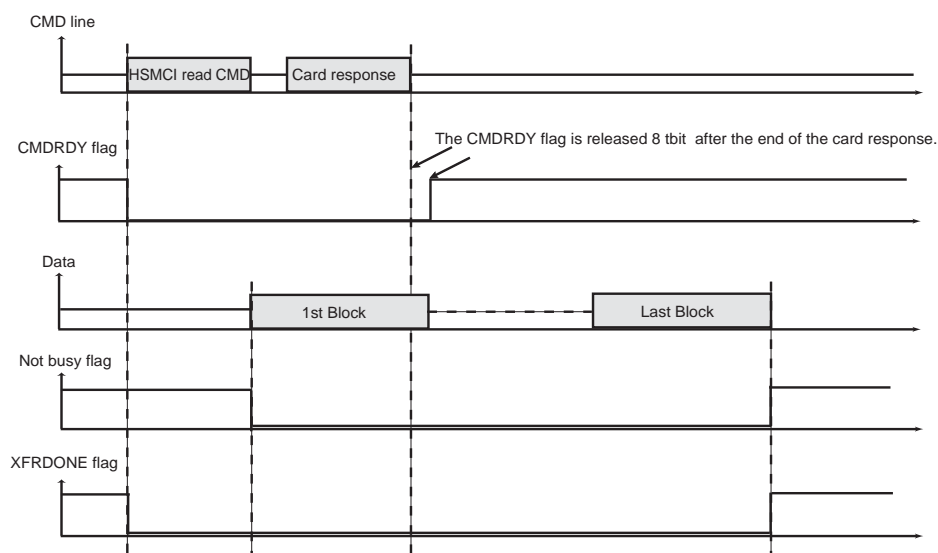 CMD line
HSMCI read CMD
Card response
The CMDRDY flag is released 8 tbit after the end of the card response.
CMDRDY flag
Data
1st Block
Last Block
Not busy flag
XFRDONE flag